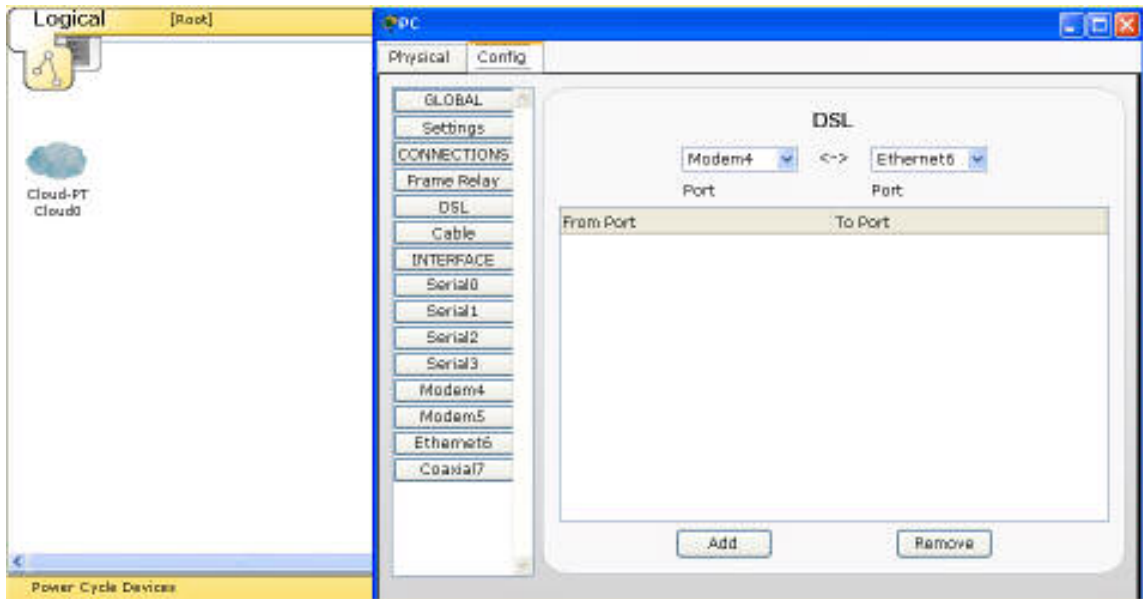 Logical [Root]
Cloud-PT
Cloud0
Power Cycle Devices
PC
Physical Config
GLOBAL
Settings
CONNECTIONS
Frame Relay
DSL
Cable
INTERFACE
Serial0
Serial1
Serial2
Serial3
Modem4
Modem5
Ethernet6
Coaxial7
DSL
Modem4 <-> Ethernet6
Port Port
From Port To Port
Add Remove